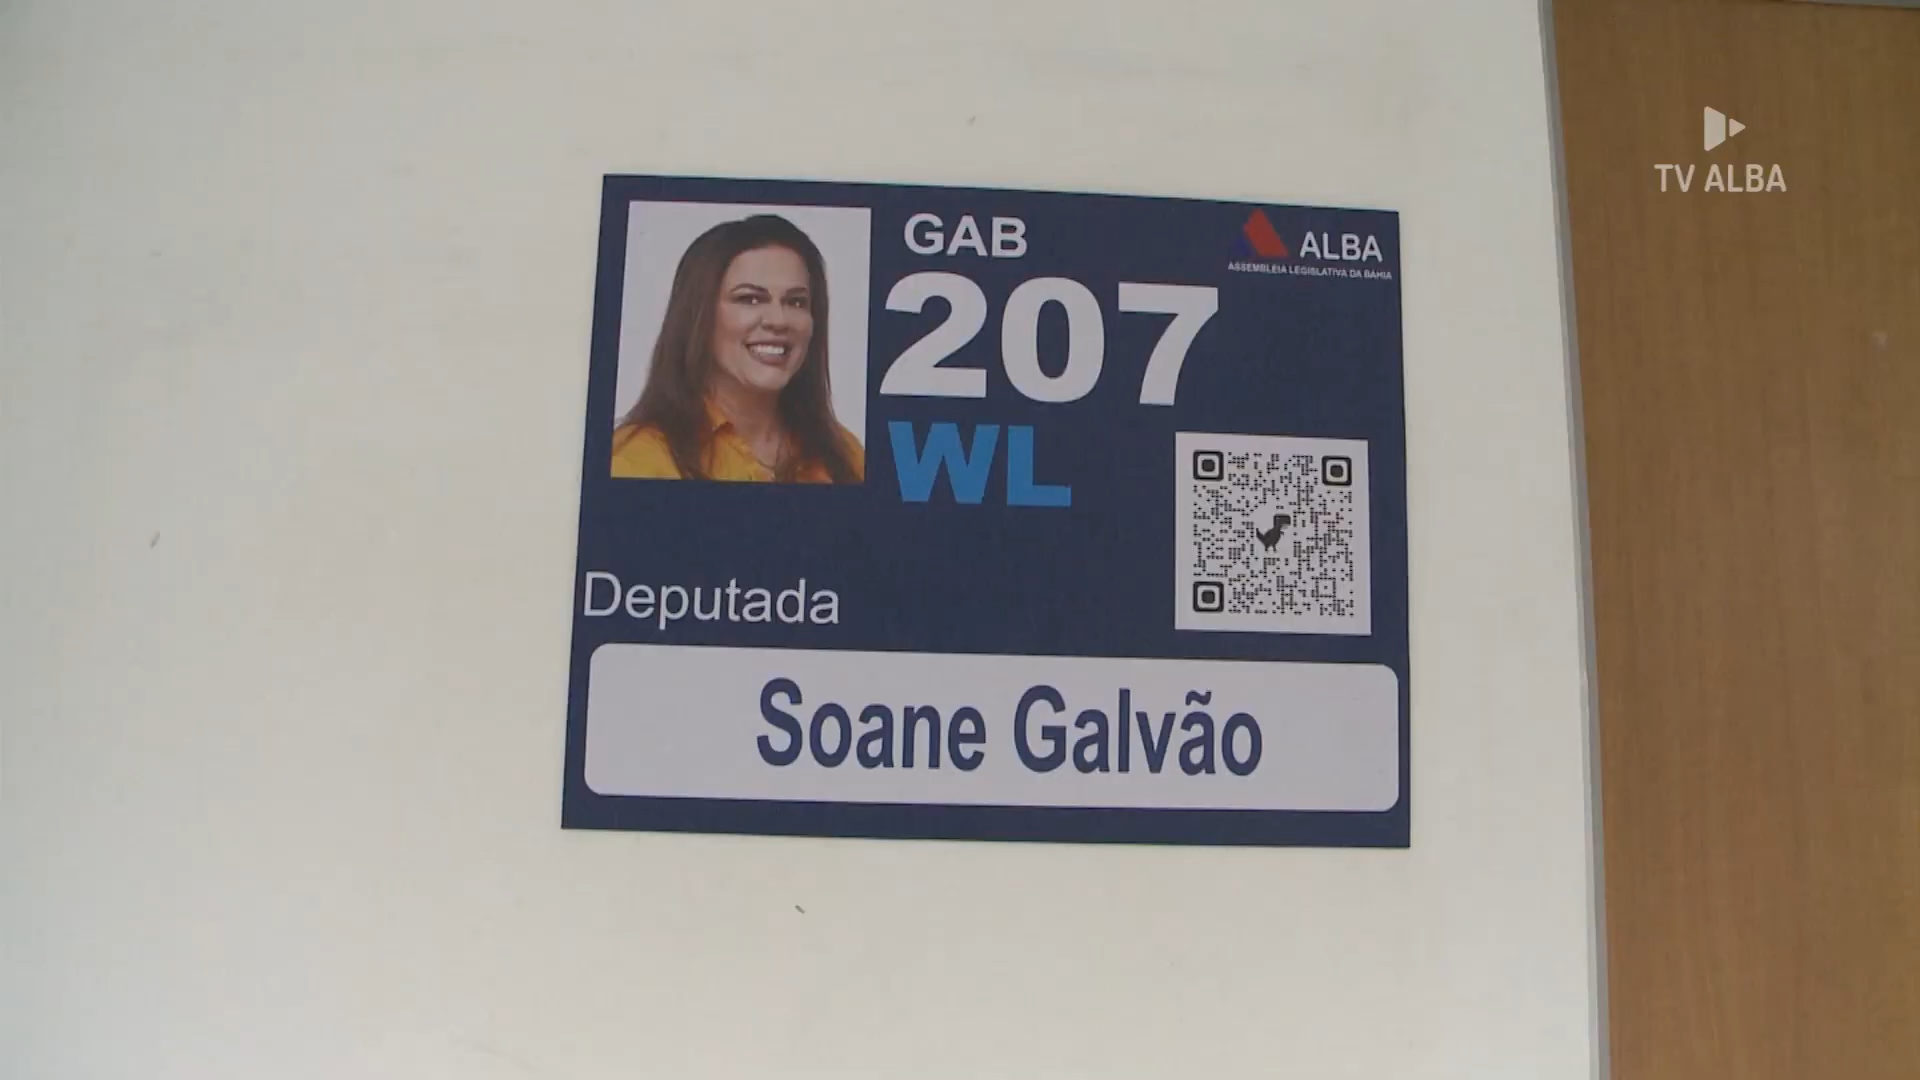 TV ALBA
GAB
207
WL
ALBA
ASSEMBLEIA LEGISLATIVA DA BAHIA
Deputada
Soane Galvão